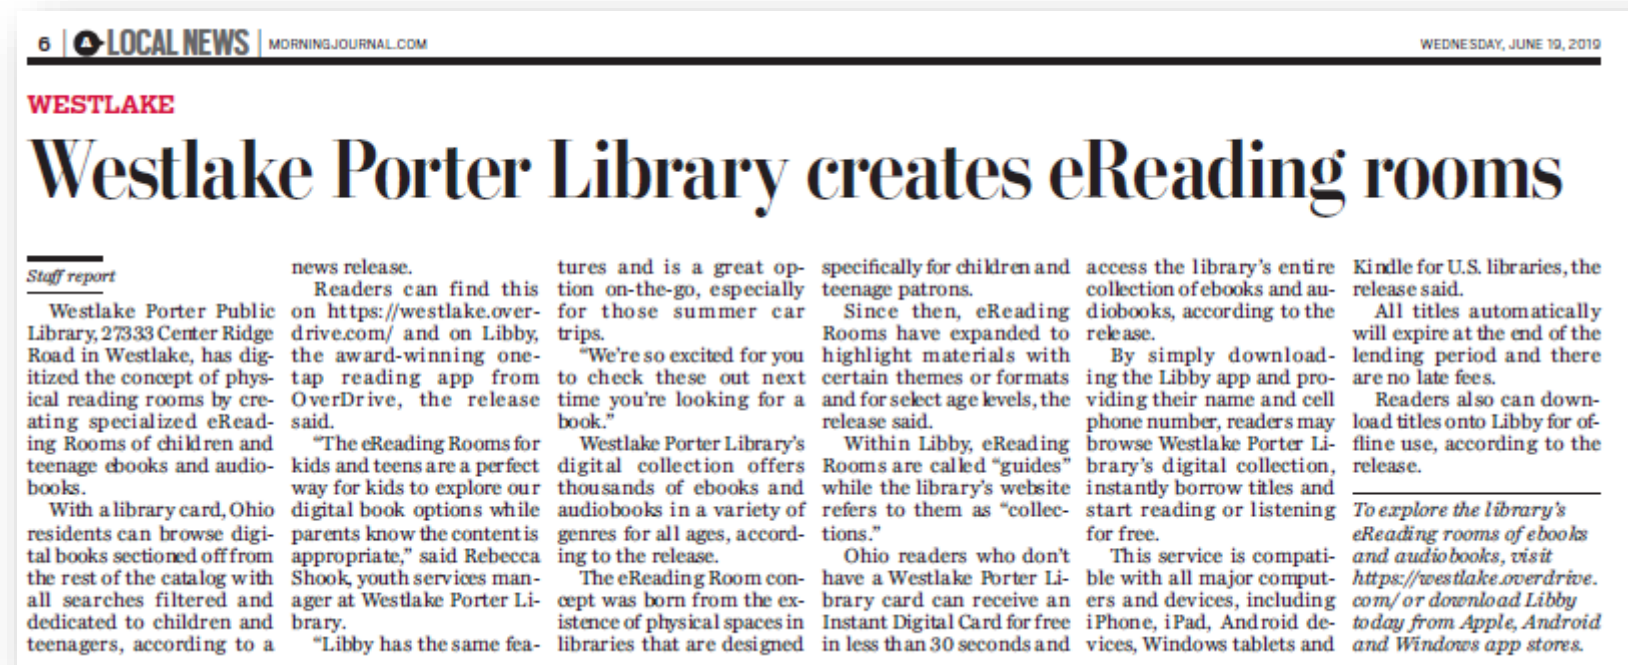 6 | A LOCAL NEWS | MORNINGJOURNAL.COM
WEDNESDAY, JUNE 19, 2019
WESTLAKE
Westlake Porter Library creates eReading rooms
Staff report
Westlake Porter Public
Library, 27333 Center Ridge
Road in Westlake, has dig-
itized the concept of phys-
ical reading rooms by cre-
ating specialized eRead-
ing Rooms of children and
teenage ebooks and audio-
books.
With a library card, Ohio
residents can browse digi-
tal books sectioned off from
the rest of the catalog with
all searches filtered and
dedicated to children and
teenagers, according to a
news release.
Readers can find this
on https://westlake.over-
drive.com/ and on Libby,
the award-winning one-
tap reading app from
OverDrive, the release
said.
“The eReading Rooms for
kids and teens are a perfect
way for kids to explore our
digital book options while
parents know the content is
appropriate,” said Rebecca
Shook, youth services man-
ager at Westlake Porter Li-
brary.
“Libby has the same fea-
tures and is a great op-
tion on-the-go, especially
for those summer car
trips.
“We’re so excited for you
to check these out next
time you’re looking for a
book.”
Westlake Porter Library’s
digital collection offers
thousands of ebooks and
audiobooks in a variety of
genres for all ages, accord-
ing to the release.
The eReading Room con-
cept was born from the ex-
istence of physical spaces in
libraries that are designed
specifically for children and
teenage patrons.
Since then, eReading
Rooms have expanded to
highlight materials with
certain themes or formats
and for select age levels, the
release said.
Within Libby, eReading
Rooms are called “guides”
while the library’s website
refers to them as “collec-
tions.”
Ohio readers who don’t
have a Westlake Porter Li-
brary card can receive an
Instant Digital Card for free
in less than 30 seconds and
access the library’s entire
collection of ebooks and au-
diobooks, according to the
release.
By simply download-
ing the Libby app and pro-
viding their name and cell
phone number, readers may
browse Westlake Porter Li-
brary’s digital collection,
instantly borrow titles and
start reading or listening
for free.
This service is compati-
ble with all major comput-
ers and devices, including
iPhone, iPad, Android de-
vices, Windows tablets and
Kindle for U.S. libraries, the
release said.
All titles automatically
will expire at the end of the
lending period and there
are no late fees.
Readers also can down-
load titles onto Libby for of-
fline use, according to the
release.
To explore the library’s
eReading rooms of ebooks
and audiobooks, visit
https://westlake.overdrive.
com/ or download Libby
today from Apple, Android
and Windows app stores.